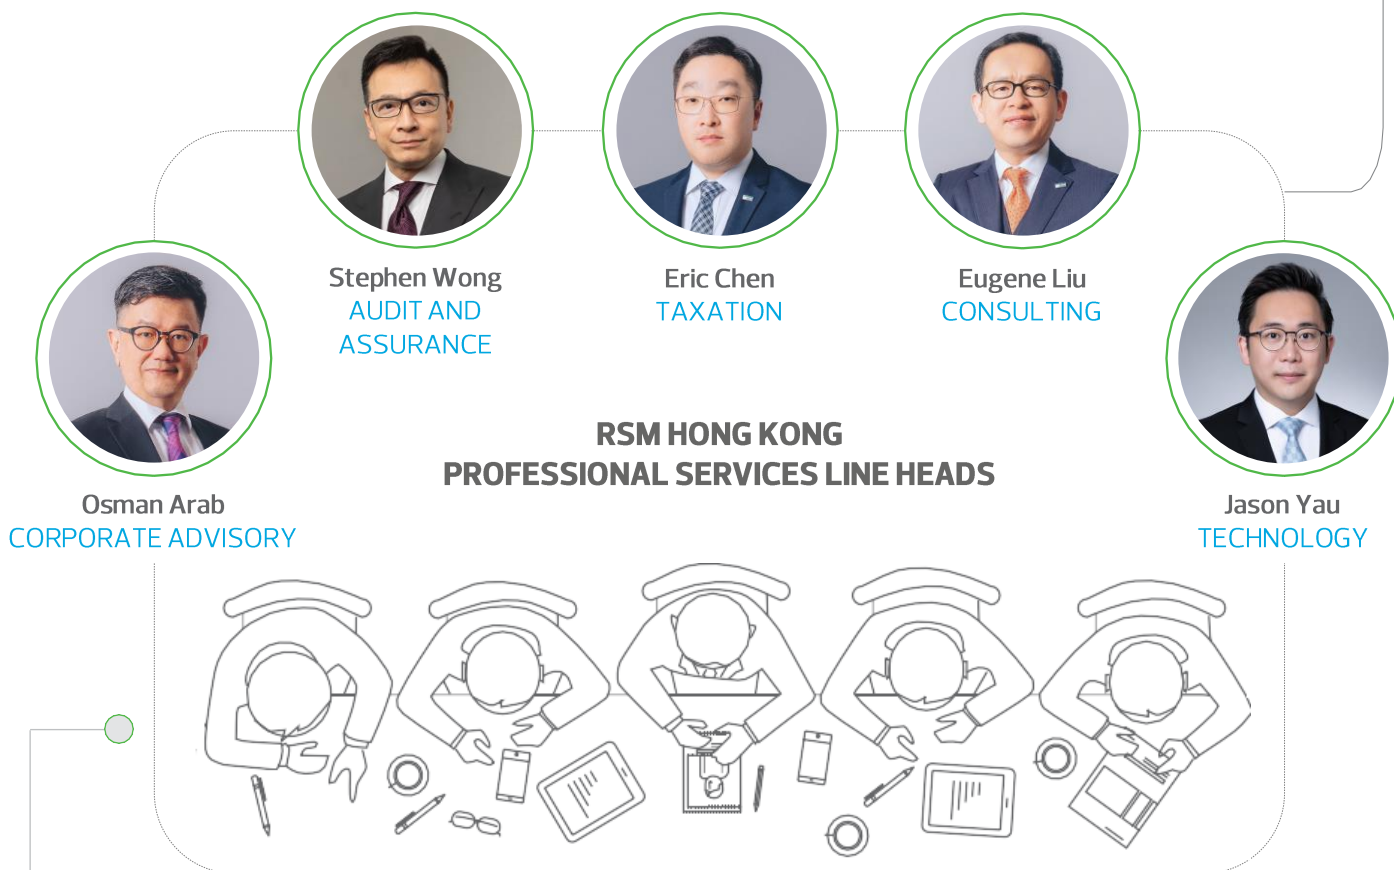 Stephen Wong
AUDIT AND
ASSURANCE
Eric Chen
TAXATION
Eugene Liu
CONSULTING
Osman Arab
CORPORATE ADVISORY
Jason Yau
TECHNOLOGY
RSM HONG KONG
PROFESSIONAL SERVICES LINE HEADS